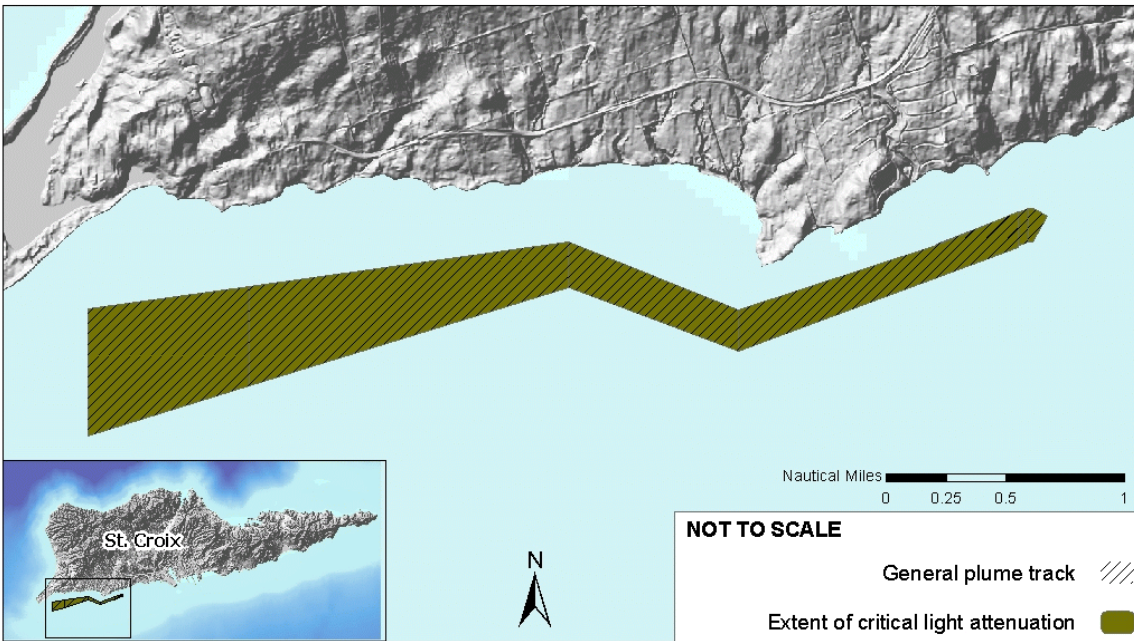 St. Croix
N
Nautical Miles
0 0.25 0.5 1
NOT TO SCALE
General plume track
Extent of critical light attenuation